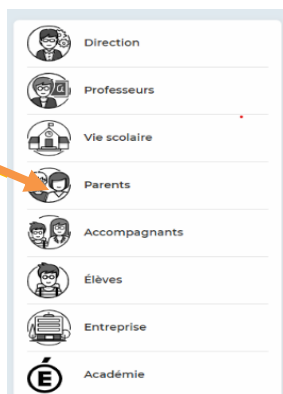 Direction
Professeurs
Vie scolaire
Parents
Accompagnants
Élèves
Entreprise
É Académie